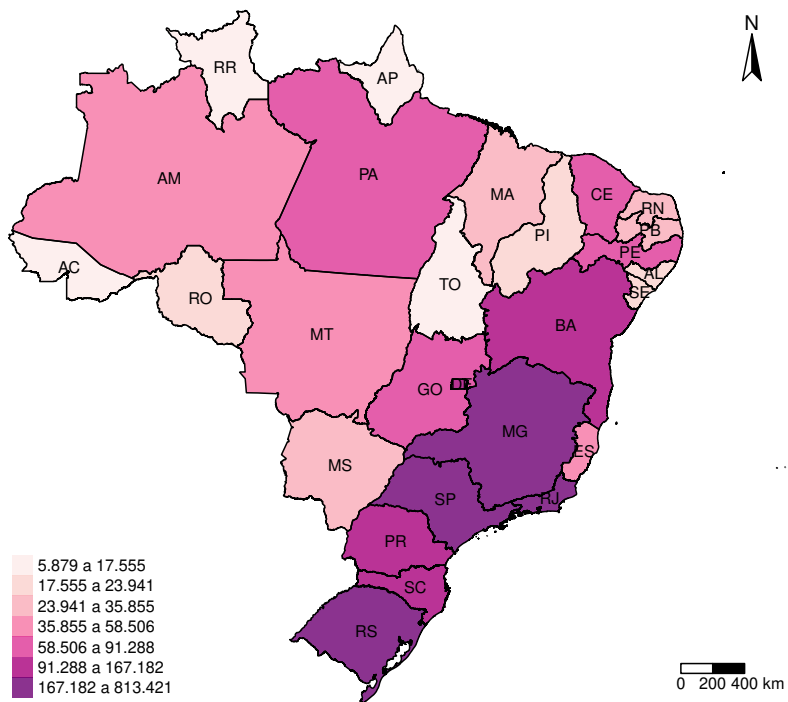 N
RR
AP
AM
PA
MA
CE
RN
PB
PI
PE
AC
TO
AL
RO
SE
BA
MT
GO
DF
MG
ES
MS
SP
RJ
PR
SC
RS
5.879 a 17.555
17.555 a 23.941
23.941 a 35.855
35.855 a 58.506
58.506 a 91.288
91.288 a 167.182
167.182 a 813.421
0 200 400 km